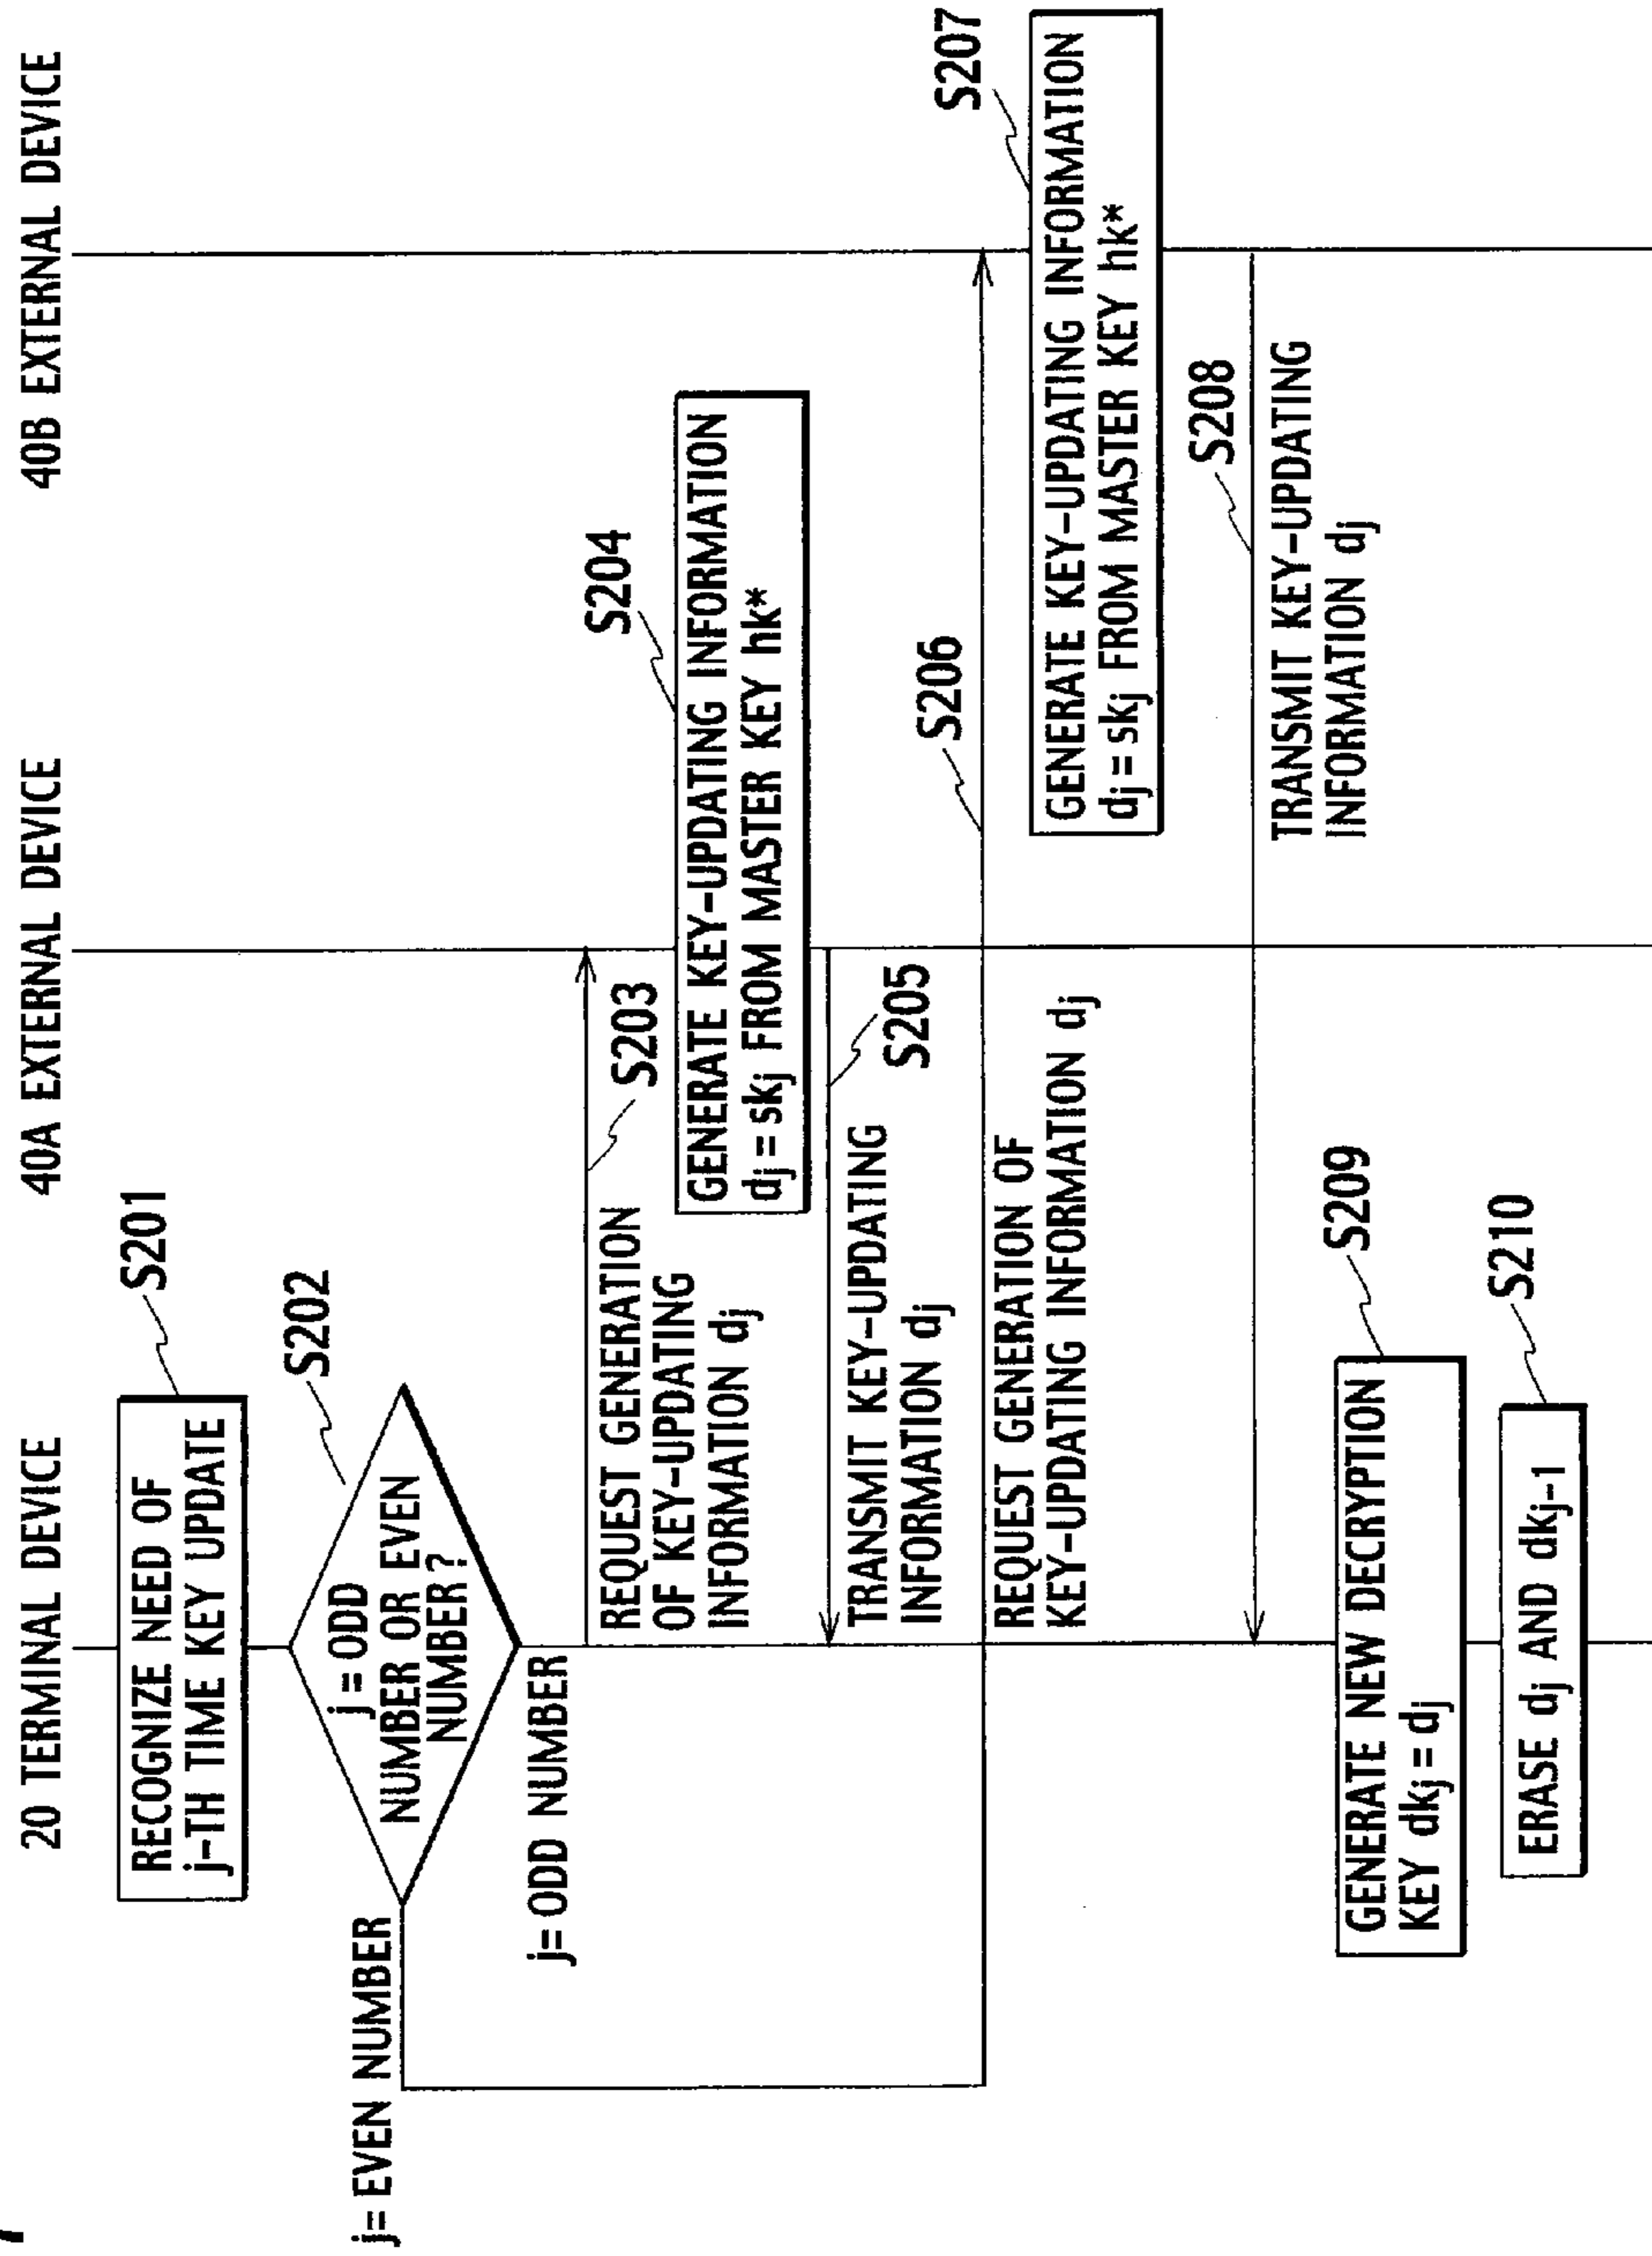 20 TERMINAL DEVICE
40A EXTERNAL DEVICE
40B EXTERNAL DEVICE
S201
RECOGNIZE NEED OF
j-TH TIME KEY UPDATE
S202
j = ODD
NUMBER OR EVEN
NUMBER ?
j= EVEN NUMBER
j= ODD NUMBER
S203
REQUEST GENERATION
OF KEY-UPDATING
INFORMATION dj
S204
GENERATE KEY-UPDATING INFORMATION
dj = skj FROM MASTER KEY hk*
S205
TRANSMIT KEY-UPDATING
INFORMATION dj
S206
REQUEST GENERATION OF
KEY-UPDATING INFORMATION dj
S207
GENERATE KEY-UPDATING INFORMATION
dj = skj FROM MASTER KEY hk*
S208
TRANSMIT KEY-UPDATING
INFORMATION dj
S209
GENERATE NEW DECRYPTION
KEY dkj = dj
S210
ERASE dj AND dkj-1